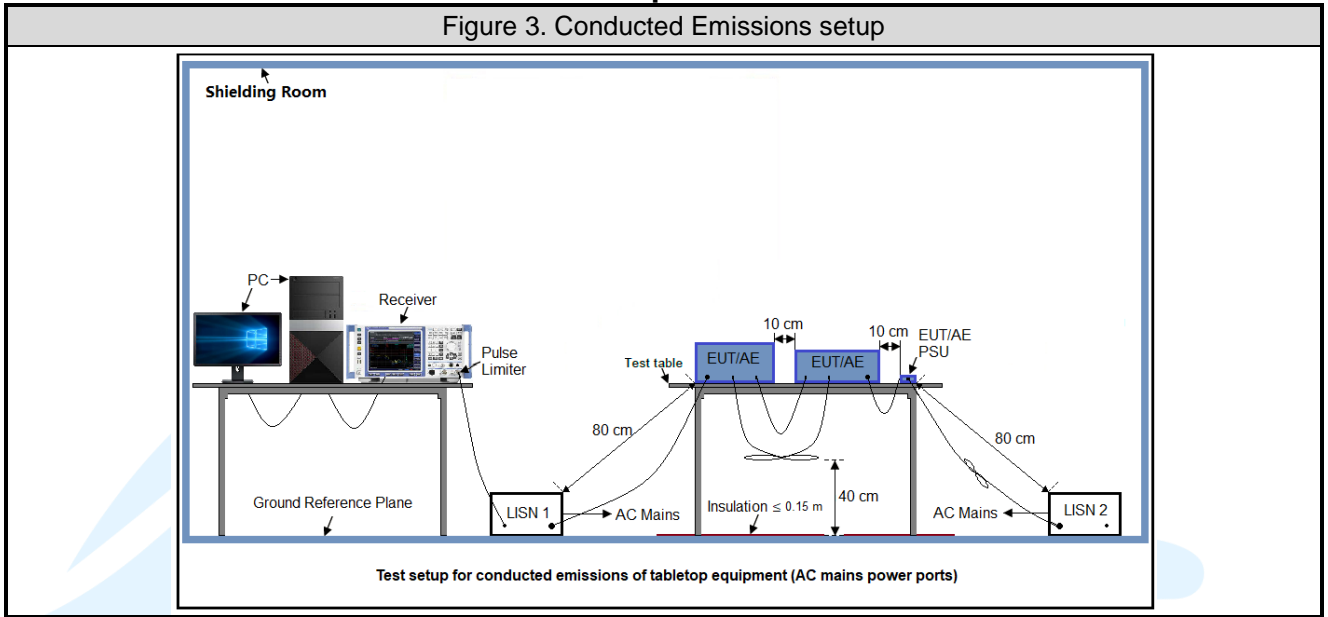 Figure 3. Conducted Emissions setup
Shielding Room
PC
Receiver
Pulse
Limiter
10 cm
10 cm
EUT/AE
PSU
Test table
EUT/AE
EUT/AE
80 cm
80 cm
40 cm
Ground Reference Plane
LISN 1
AC Mains
Insulation ≤ 0.15 m
AC Mains
LISN 2
Test setup for conducted emissions of tabletop equipment (AC mains power ports)